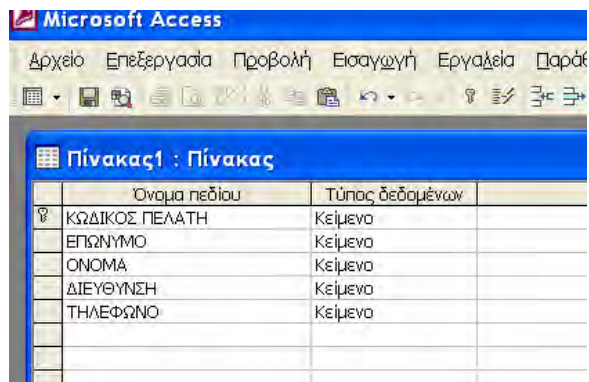 Microsoft Access
Αρχείο Επεξεργασία Προβολή Εισαγωγή Εργαλεία Παράθ
Πίνακας1 : Πίνακας
Όνομα πεδίου Τύπος δεδομένων
ΚΩΔΙΚΟΣ ΠΕΛΑΤΗ Κείμενο
ΕΠΩΝΥΜΟ Κείμενο
ΟΝΟΜΑ Κείμενο
ΔΙΕΥΘΥΝΣΗ Κείμενο
ΤΗΛΕΦΩΝΟ Κείμενο